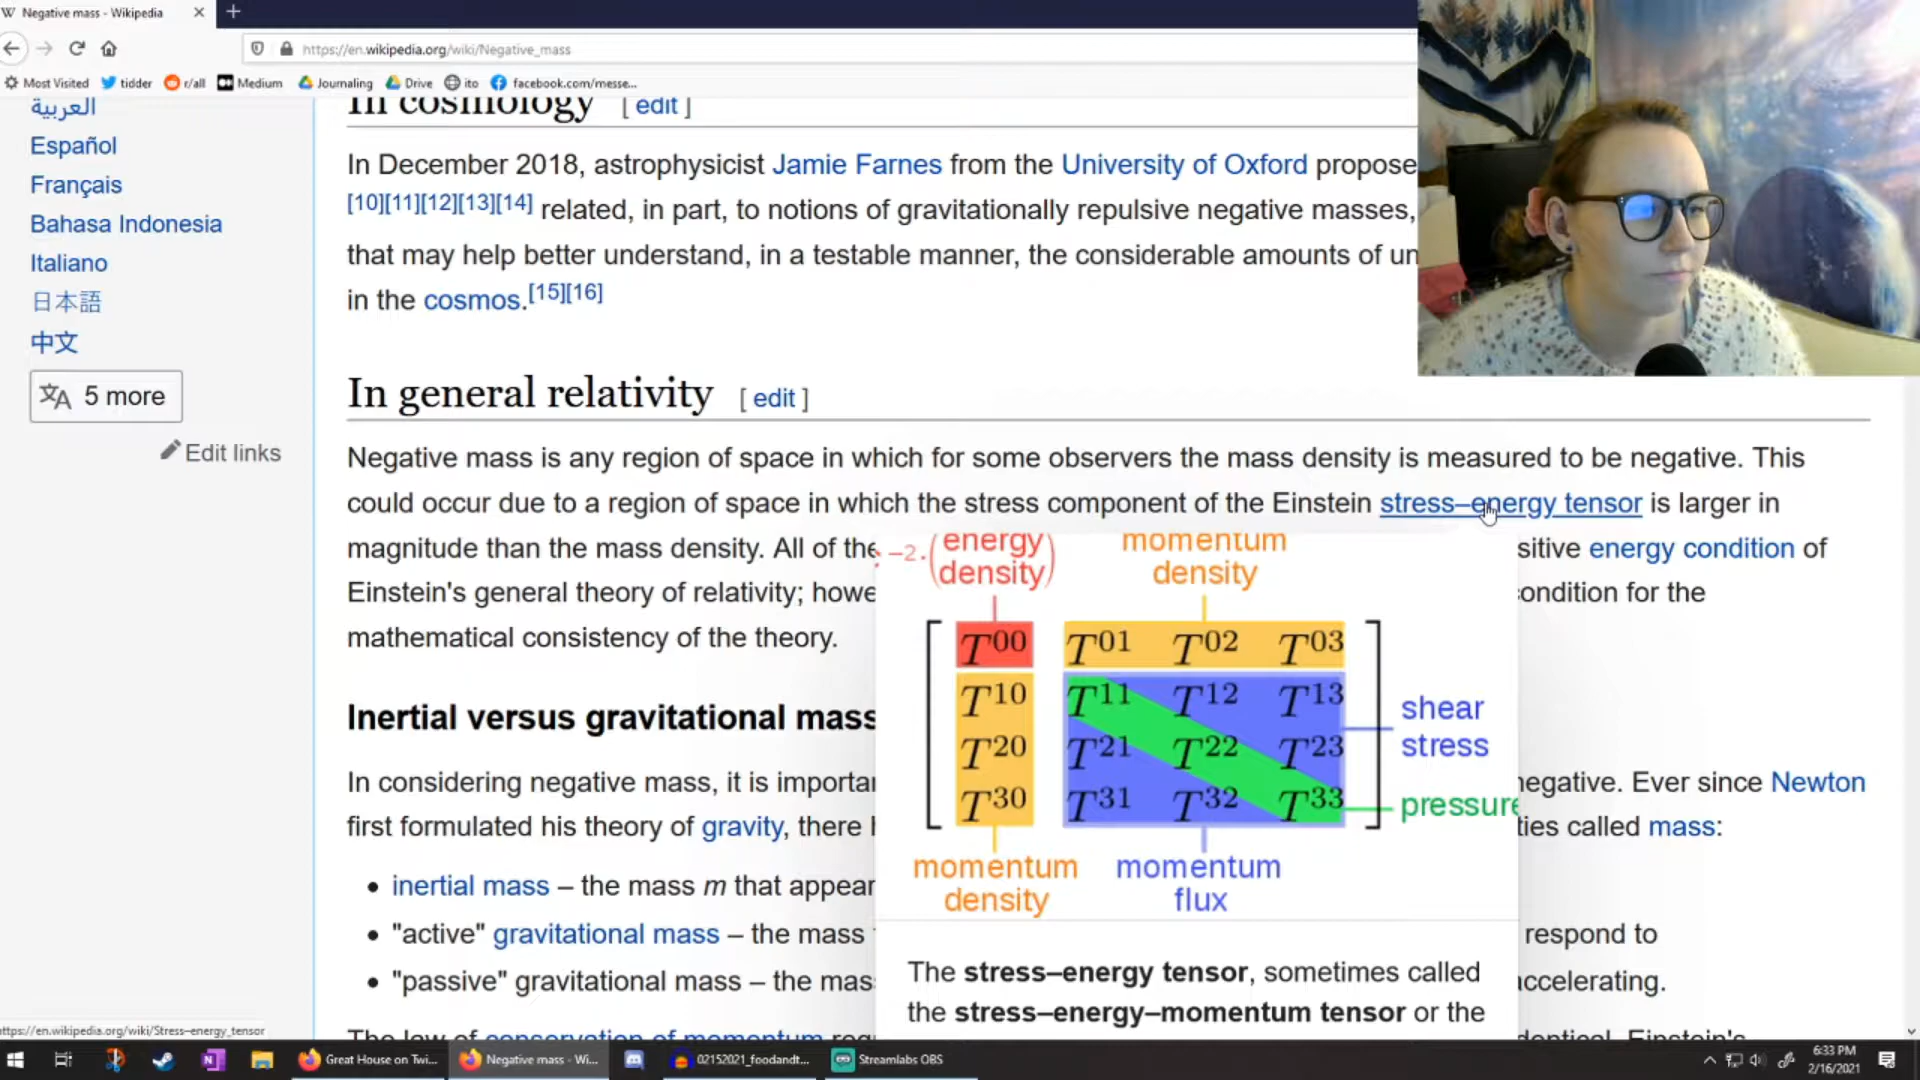 Negative mass - Wikipedia
https://en.wikipedia.org/wiki/Negative_mass
Most Visited tidder r/all Medium Journaling Drive ito facebook.com/messe...
العربية
Español
Français
Bahasa Indonesia
Italiano
日本語
中文
5 more
Edit links
In cosmology [ edit ]
In December 2018, astrophysicist Jamie Farnes from the University of Oxford propose
[10][11][12][13][14] related, in part, to notions of gravitationally repulsive negative masses,
that may help better understand, in a testable manner, the considerable amounts of un
in the cosmos.[15][16]
In general relativity [ edit ]
Negative mass is any region of space in which for some observers the mass density is measured to be negative. This
could occur due to a region of space in which the stress component of the Einstein stress–energy tensor is larger in
magnitude than the mass density. All of the sitive energy condition of
Einstein's general theory of relativity; howe ondition for the
mathematical consistency of the theory.
Inertial versus gravitational mass
In considering negative mass, it is importa negative. Ever since Newton
first formulated his theory of gravity, there ties called mass:
• inertial mass – the mass m that appear
• "active" gravitational mass – the mass respond to
• "passive" gravitational mass – the mas accelerating.
The law of conservation of momentum req identical. Einstein's
-2.(energy density)
momentum density
T00 T01 T02 T03
T10 T11 T12 T13
T20 T21 T22 T23
T30 T31 T32 T33
shear stress
pressure
momentum density
momentum flux
The stress–energy tensor, sometimes called
the stress–energy–momentum tensor or the
https://en.wikipedia.org/wiki/Stress–energy_tensor
Great House on Twi... Negative mass - Wi... 02152021_foodandt... Streamlabs OBS
6:33 PM
2/16/2021